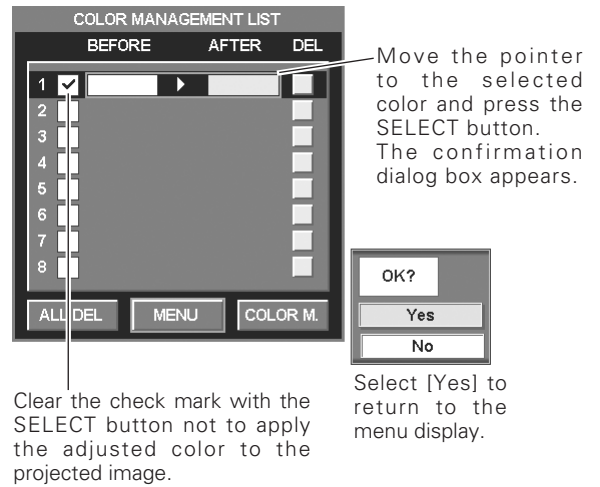 COLOR MANAGEMENT LIST
BEFORE AFTER DEL
1
2
3
4
5
6
7
8
ALL DEL MENU COLOR M.
Move the pointer
to the selected
color and press the
SELECT button.
The confirmation
dialog box appears.
OK?
Yes
No
Select [Yes] to
return to the
menu display.
Clear the check mark with the
SELECT button not to apply
the adjusted color to the
projected image.